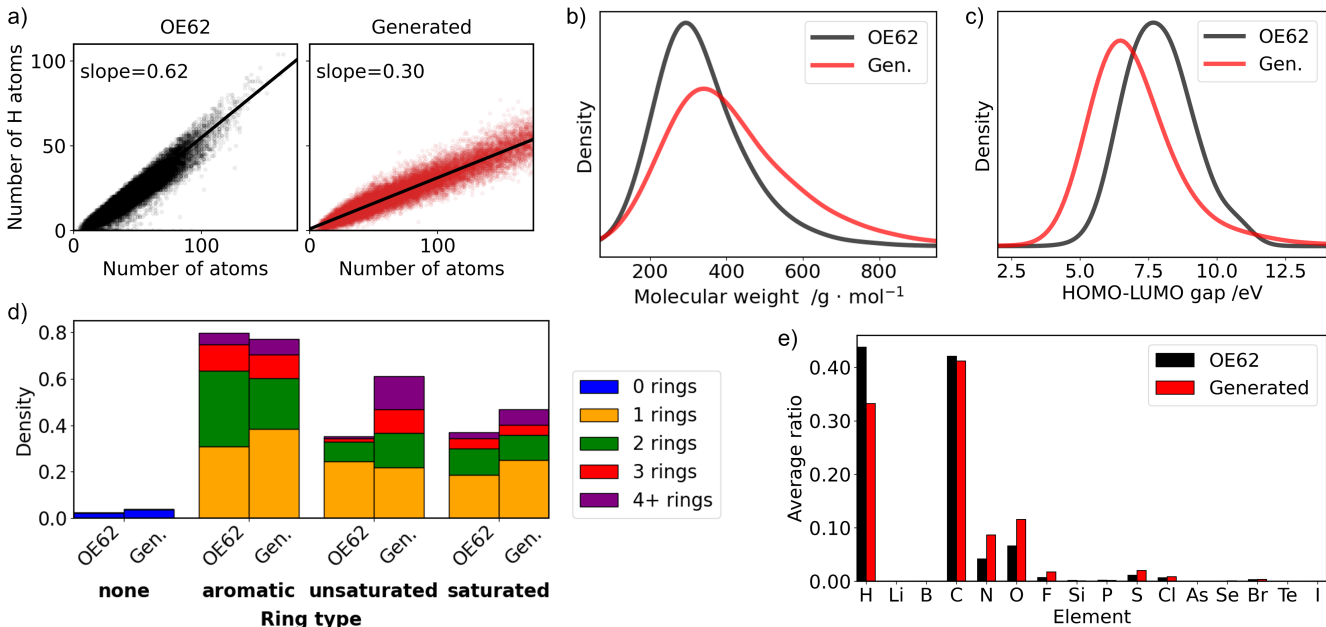 a)
OE62
Generated
slope=0.62
slope=0.30
100
50
0
Number of H atoms
0
100
0
100
Number of atoms
Number of atoms
b)
OE62
Gen.
Density
200
400
600
800
Molecular weight /g · mol⁻¹
c)
OE62
Gen.
Density
2.5
5.0
7.5
10.0
12.5
HOMO-LUMO gap /eV
d)
0.8
0.6
0.4
0.2
0.0
Density
OE62
Gen.
OE62
Gen.
OE62
Gen.
OE62
Gen.
none
aromatic
unsaturated
saturated
Ring type
0 rings
1 rings
2 rings
3 rings
4+ rings
e)
OE62
Generated
0.40
0.30
0.20
0.10
0.00
Average ratio
H Li B C N O F Si P S Cl As Se Br Te I
Element